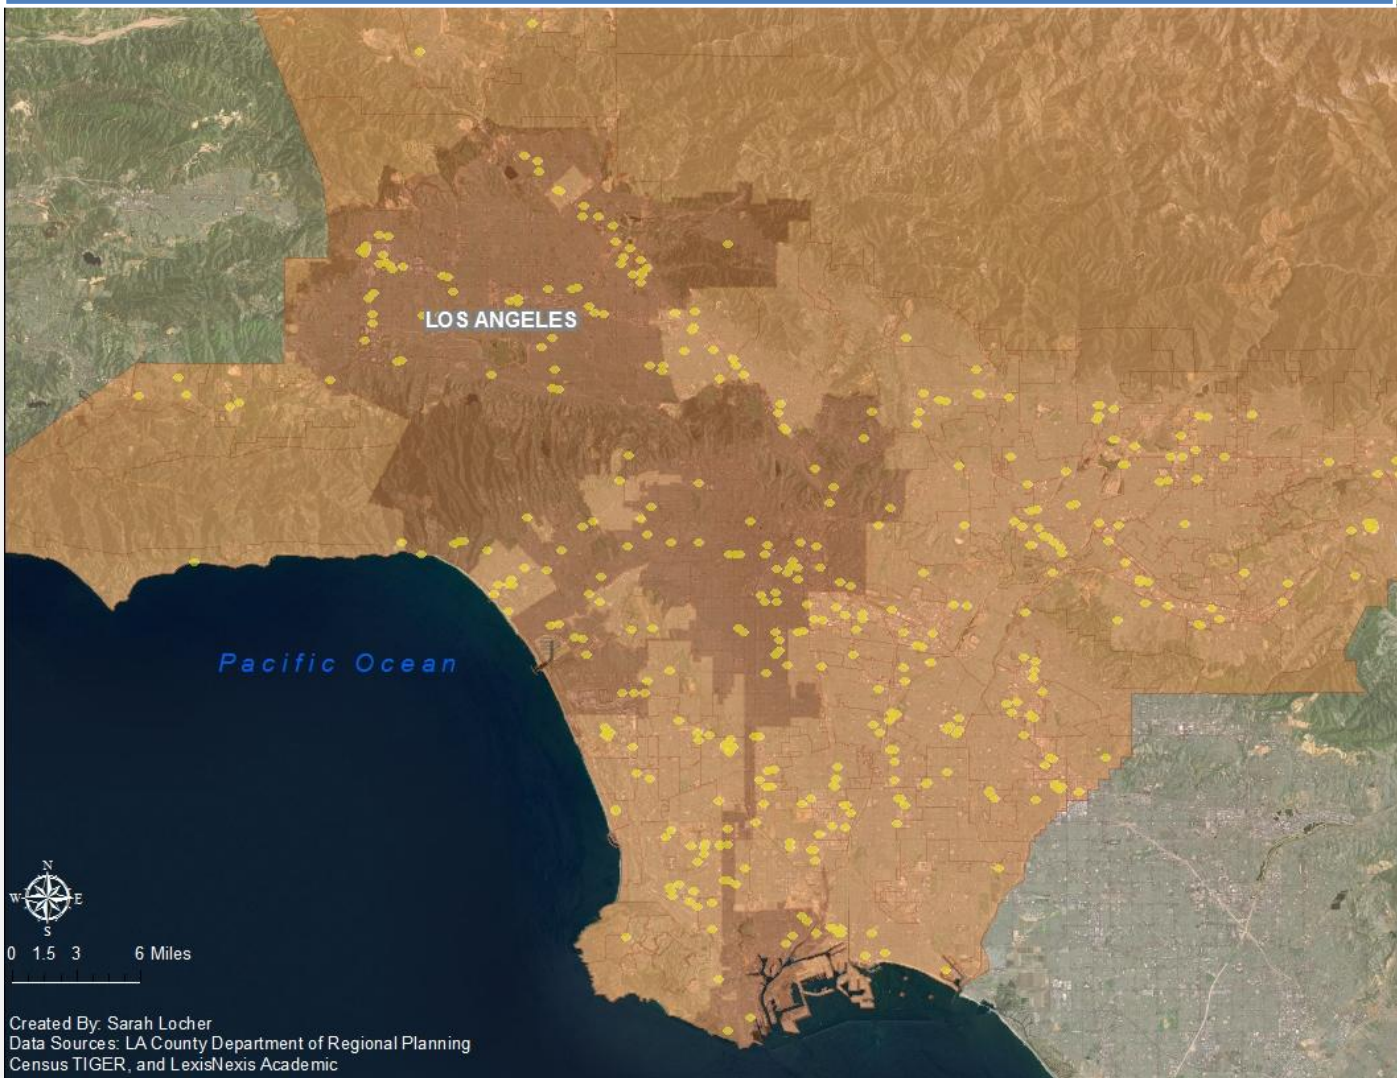 LOS ANGELES
Pacific Ocean
N
W E
S
0 1.5 3 6 Miles
Created By: Sarah Locher
Data Sources: LA County Department of Regional Planning
Census TIGER, and LexisNexis Academic